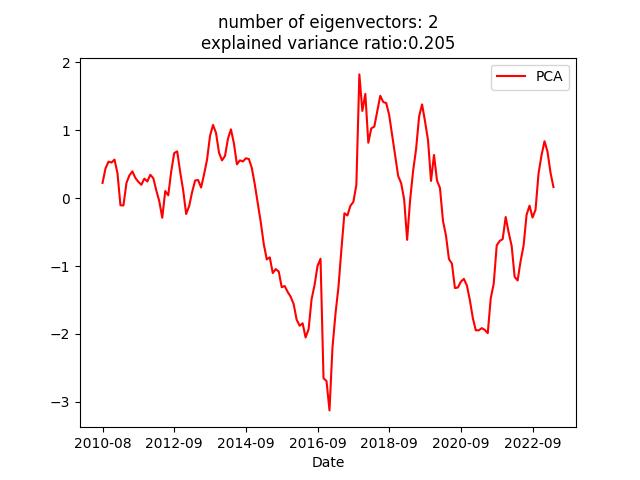 number of eigenvectors: 2
explained variance ratio:0.205
PCA
2
1
0
−1
−2
−3
2010-08 2012-09 2014-09 2016-09 2018-09 2020-09 2022-09
Date